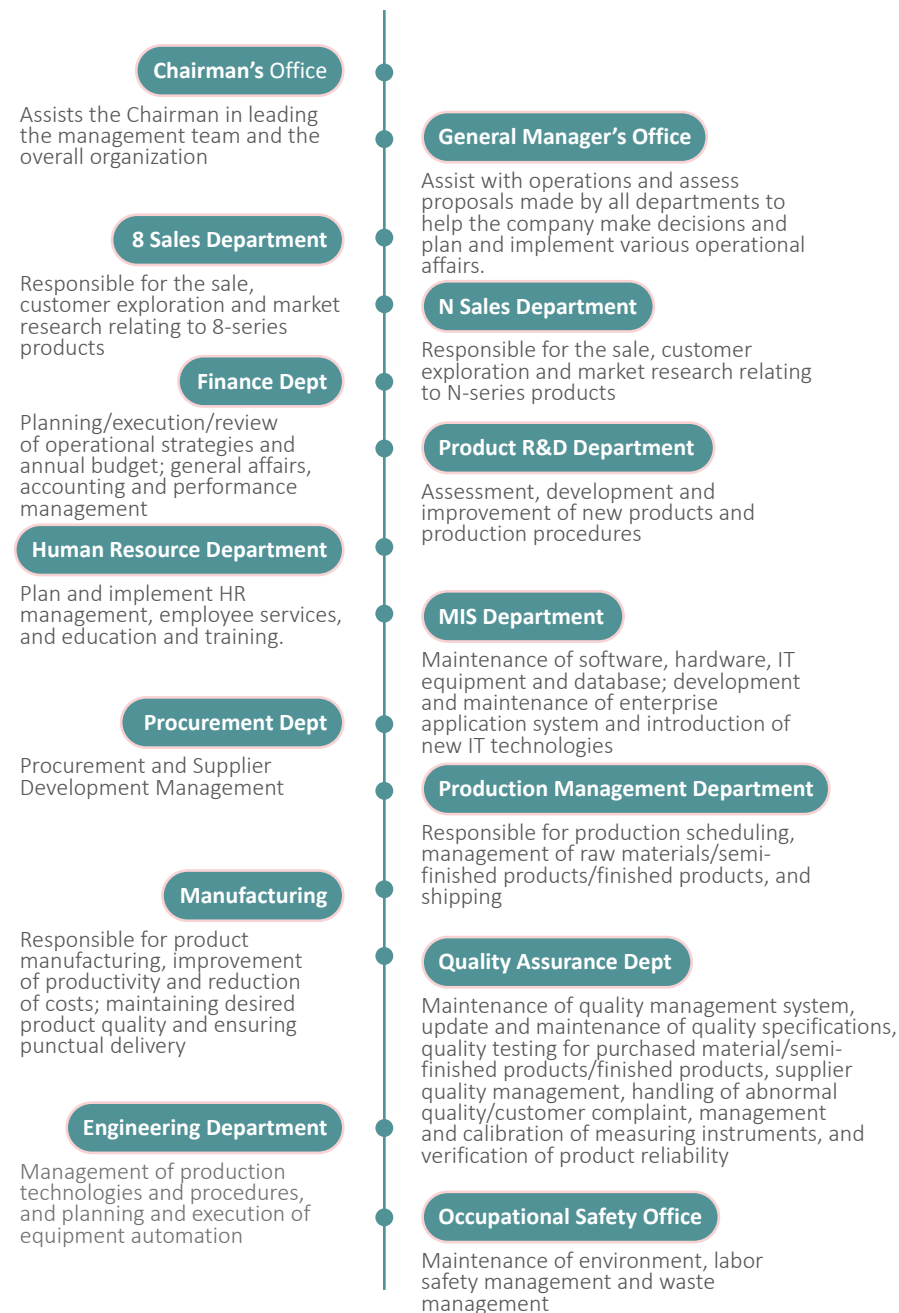 Chairman's Office
Assists the Chairman in leading
the management team and the
overall organization
General Manager's Office
Assist with operations and assess
proposals made by all departments to
help the company make decisions and
plan and implement various operational
affairs.
8 Sales Department
Responsible for the sale,
customer exploration and market
research relating to 8-series
products
N Sales Department
Responsible for the sale, customer
exploration and market research relating
to N-series products
Finance Dept
Planning/execution/review
of operational strategies and
annual budget; general affairs,
accounting and performance
management
Product R&D Department
Assessment, development and
improvement of new products and
production procedures
Human Resource Department
Plan and implement HR
management, employee services,
and education and training.
MIS Department
Maintenance of software, hardware, IT
equipment and database; development
and maintenance of enterprise
application system and introduction of
new IT technologies
Procurement Dept
Procurement and Supplier
Development Management
Production Management Department
Responsible for production scheduling,
management of raw materials/semi-
finished products/finished products, and
shipping
Manufacturing
Responsible for product
manufacturing, improvement
of productivity and reduction
of costs; maintaining desired
product quality and ensuring
punctual delivery
Quality Assurance Dept
Maintenance of quality management system,
update and maintenance of quality specifications,
quality testing for purchased material/semi-
finished products/finished products, supplier
quality management, handling of abnormal
quality/customer complaint, management
and calibration of measuring instruments, and
verification of product reliability
Engineering Department
Management of production
technologies and procedures,
and planning and execution of
equipment automation
Occupational Safety Office
Maintenance of environment, labor
safety management and waste
management